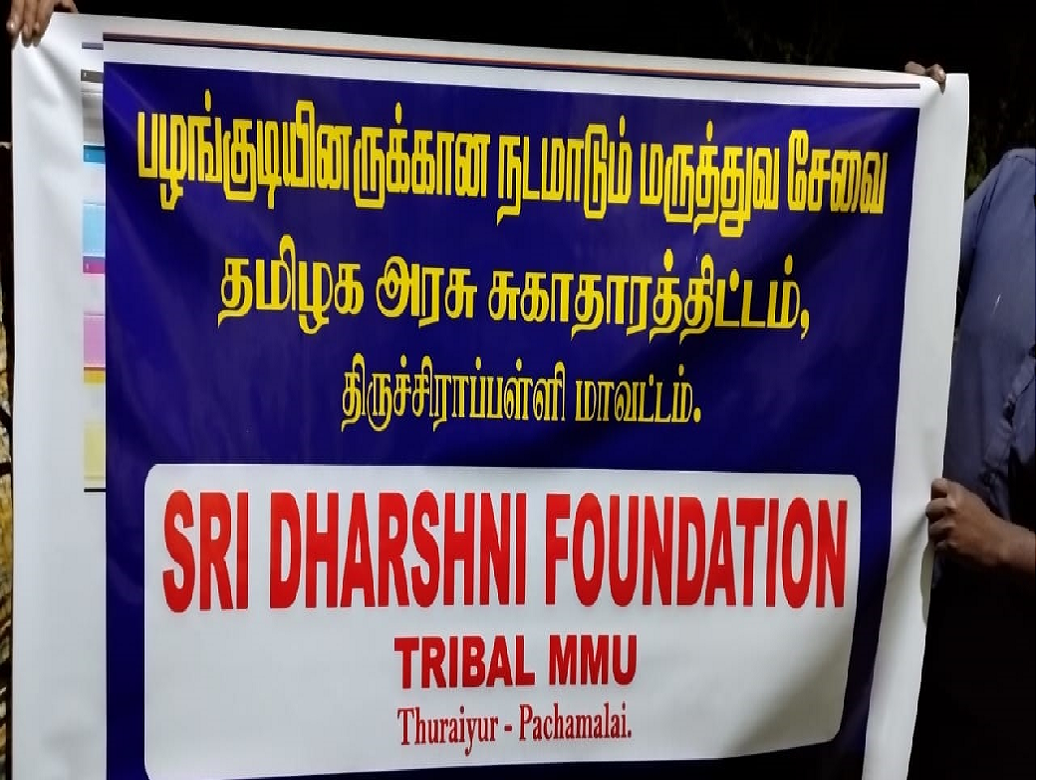 பழங்குடியினருக்கான நடமாடும் மருத்துவ சேவை
தமிழக அரசு சுகாதாரத்திட்டம்,
திருச்சிராப்பள்ளி மாவட்டம்.
SRI DHARSHNI FOUNDATION
TRIBAL MMU
Thuraiyur - Pachamalai.